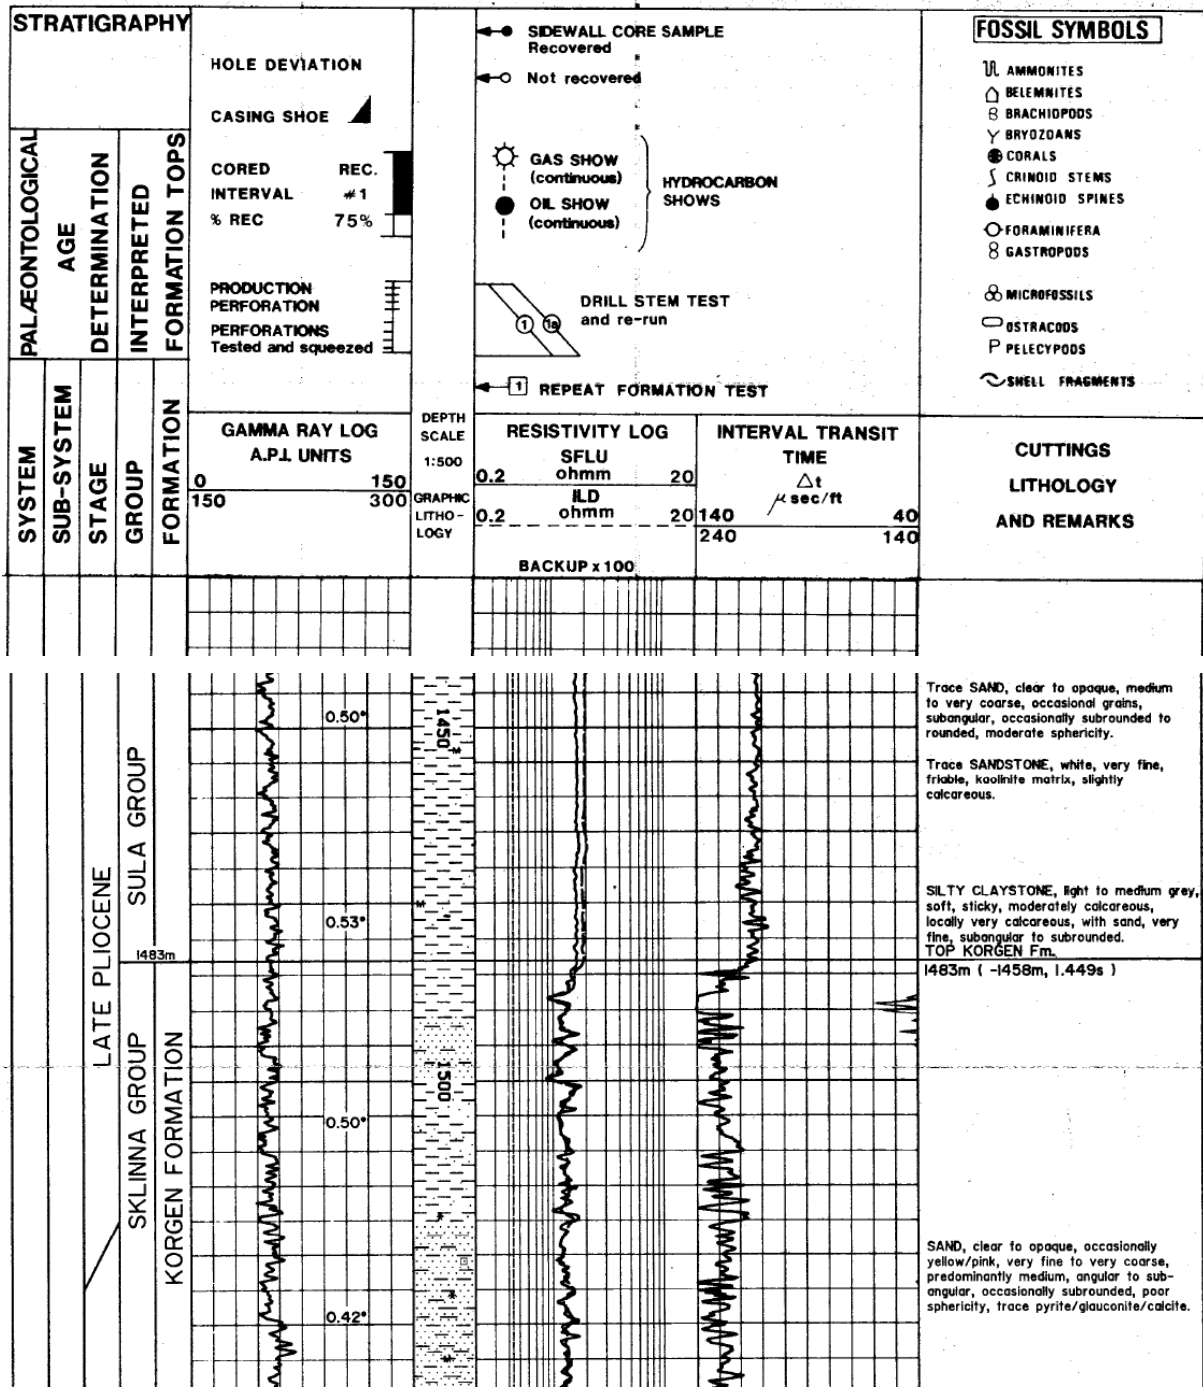 STRATIGRAPHY
PALÆONTOLOGICAL
AGE
DETERMINATION
INTERPRETED
FORMATION TOPS
SYSTEM
SUB-SYSTEM
STAGE
GROUP
FORMATION
HOLE DEVIATION
CASING SHOE
CORED REC.
INTERVAL #1
% REC 75%
PRODUCTION
PERFORATION
PERFORATIONS
Tested and squeezed
SIDEWALL CORE SAMPLE
Recovered
Not recovered
GAS SHOW
(continuous)
OIL SHOW
(continuous)
HYDROCARBON
SHOWS
1 1a
DRILL STEM TEST
and re-run
1 REPEAT FORMATION TEST
FOSSIL SYMBOLS
AMMONITES
BELEMNITES
BRACHIOPODS
BRYOZOANS
CORALS
CRINOID STEMS
ECHINOID SPINES
FORAMINIFERA
GASTROPODS
MICROFOSSILS
OSTRACODS
PELECYPODS
SHELL FRAGMENTS
GAMMA RAY LOG
A.P.I. UNITS
0 150
150 300
DEPTH
SCALE
1:500
GRAPHIC
LITHO-
LOGY
RESISTIVITY LOG
SFLU
ohmm
0.2 20
ILD
ohmm
0.2 20
BACKUP x 100
INTERVAL TRANSIT
TIME
Δt
μ sec/ft
140 40
240 140
CUTTINGS
LITHOLOGY
AND REMARKS
LATE PLIOCENE
SULA GROUP
1483m
SKLINNA GROUP
KORGEN FORMATION
0.50°
0.53°
0.50°
0.42°
1450
M
M
1500
Trace SAND, clear to opaque, medium
to very coarse, occasional grains,
subangular, occasionally subrounded to
rounded, moderate sphericity.
Trace SANDSTONE, white, very fine,
friable, kaolinite matrix, slightly
calcareous.
SILTY CLAYSTONE, light to medium grey,
soft, sticky, moderately calcareous,
locally very calcareous, with sand, very
fine, subangular to subrounded.
TOP KORGEN Fm.
1483m ( -1458m, 1.449s )
SAND, clear to opaque, occasionally
yellow/pink, very fine to very coarse,
predominantly medium, angular to sub-
angular, occasionally subrounded, poor
sphericity, trace pyrite/glauconite/calcite.